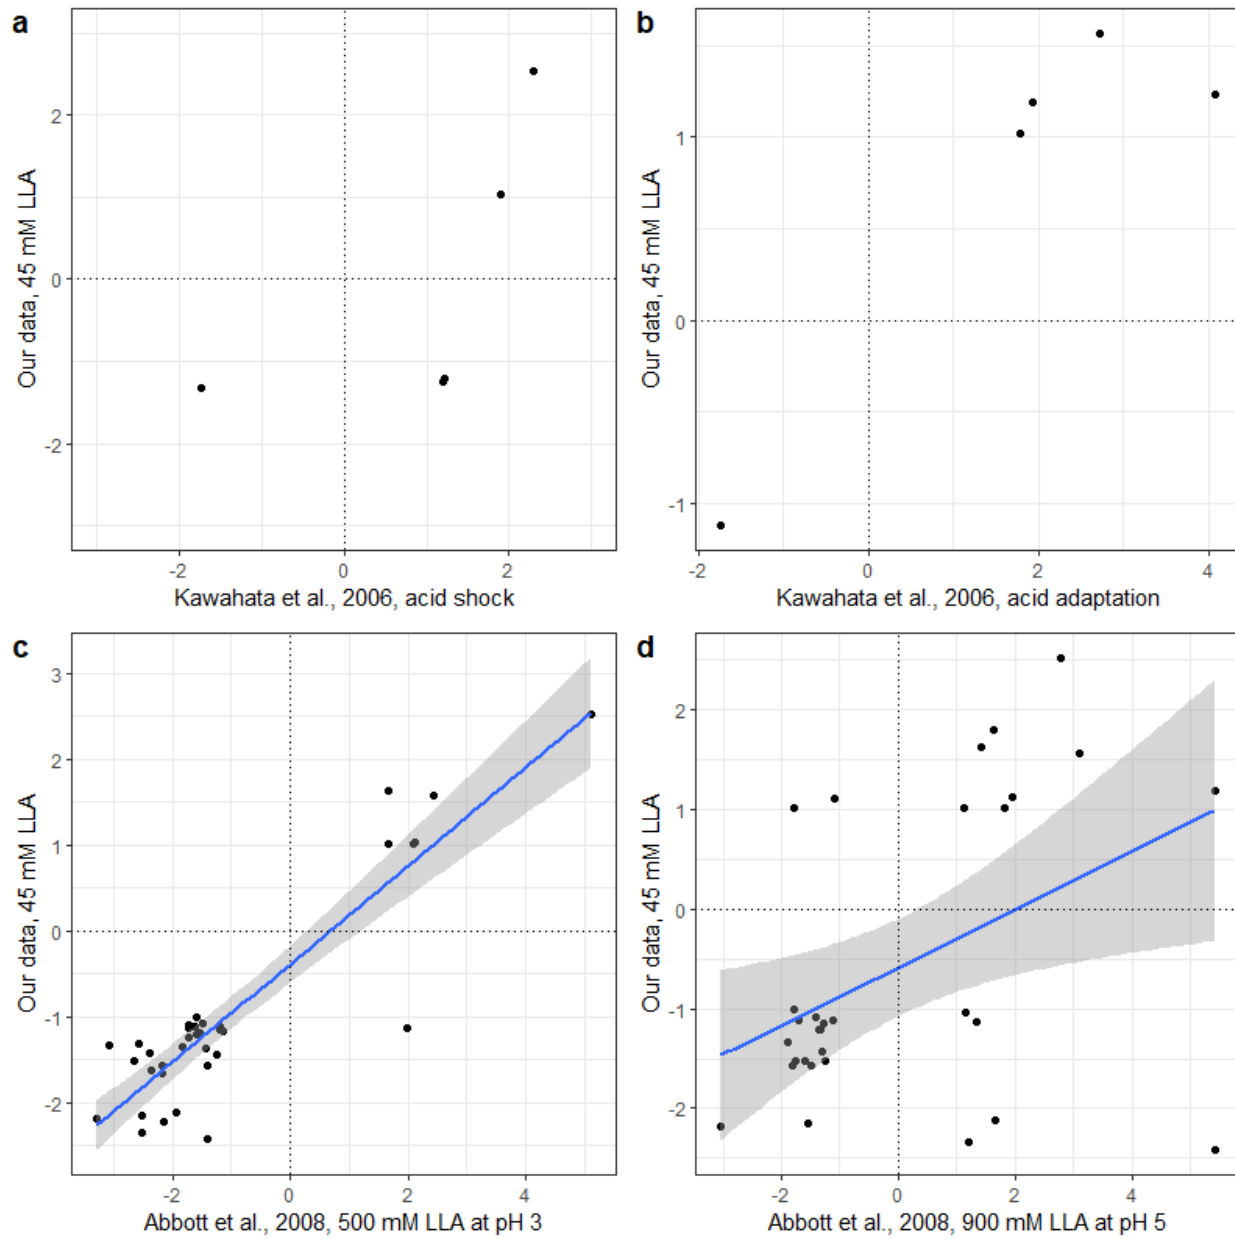 a
Our data, 45 mM LLA
2
0
-2
-2 0 2
Kawahata et al., 2006, acid shock
b
Our data, 45 mM LLA
1
0
-1
-2 0 2 4
Kawahata et al., 2006, acid adaptation
c
Our data, 45 mM LLA
3
2
1
0
-1
-2
-2 0 2 4
Abbott et al., 2008, 500 mM LLA at pH 3
d
Our data, 45 mM LLA
2
1
0
-1
-2
-2 0 2 4
Abbott et al., 2008, 900 mM LLA at pH 5